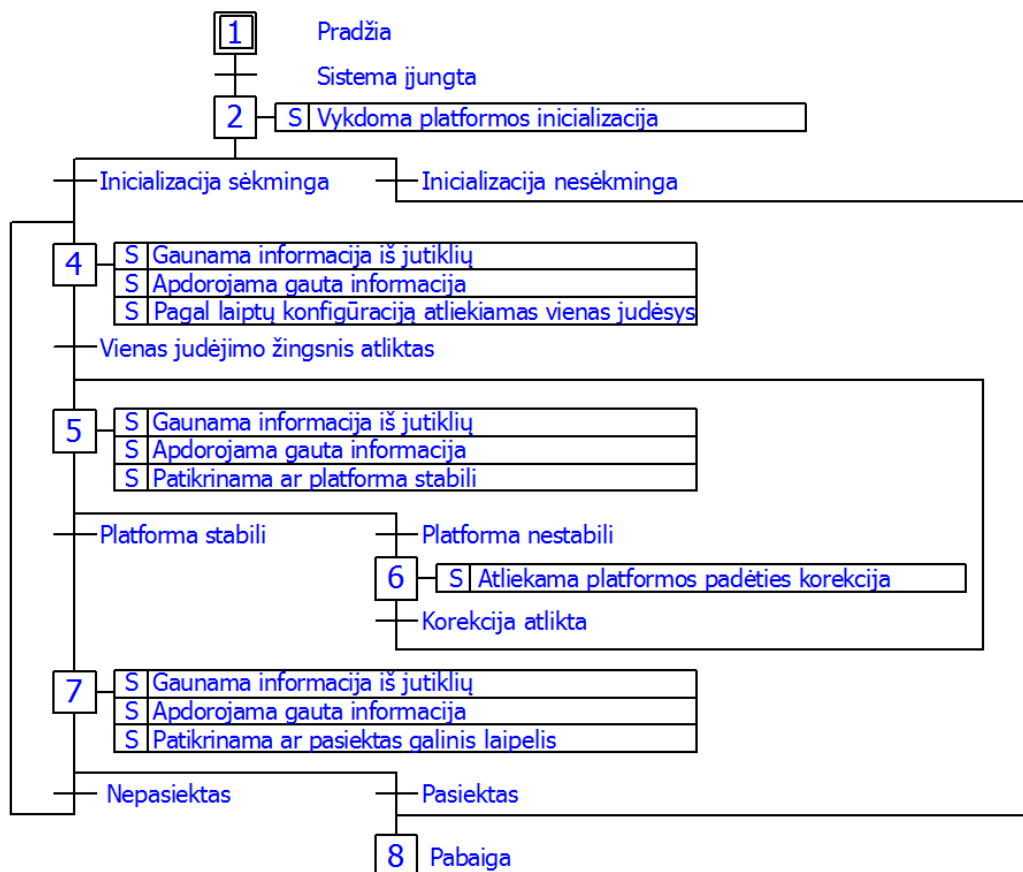 1 Pradžia
Sistema įjungta
2 S Vykdoma platformos inicializacija
Inicializacija sėkminga Inicializacija nesėkminga
4 S Gaunama informacija iš jutiklių
S Apdorojama gauta informacija
S Pagal laiptų konfigūraciją atliekamas vienas judėsys
Vienas judėjimo žingsnis atliktas
5 S Gaunama informacija iš jutiklių
S Apdorojama gauta informacija
S Patikrinama ar platforma stabili
Platforma stabili Platforma nestabili
6 S Atliekama platformos padėties korekcija
Korekcija atlikta
7 S Gaunama informacija iš jutiklių
S Apdorojama gauta informacija
S Patikrinama ar pasiektas galinis laipelis
Nepasiektas Pasiektas
8 Pabaiga